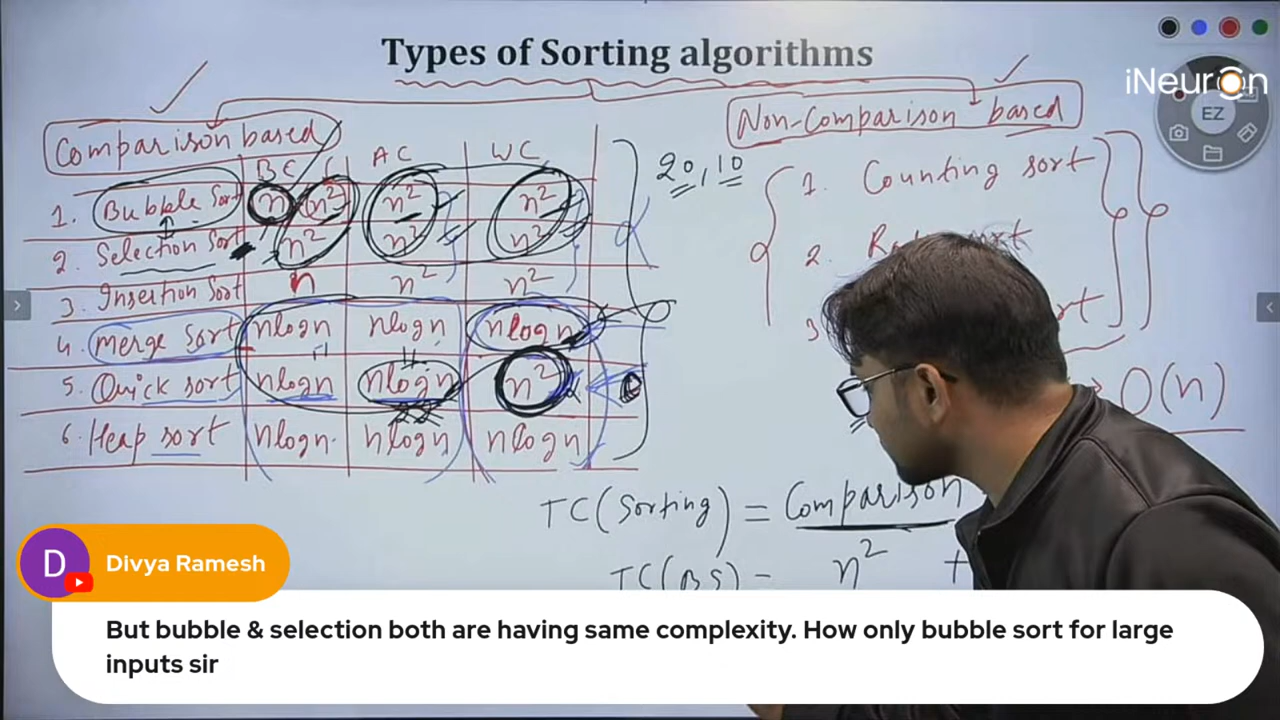 Types of Sorting algorithms
iNeuron
EZ
Comparison based
Non-Comparison based
BC AC WC
1. Bubble Sort n n² n² n²
2. Selection Sort n² n² n²
3. Insertion Sort n n² n²
4. Merge Sort nlogn nlogn nlogn
5. Quick sort nlogn nlogn n²
6. Heap sort nlogn nlogn nlogn
20, 10
1. Counting sort
2.
3
O(n)
TC(Sorting) = Comparison
TC(BS) = n² +
D
Divya Ramesh
But bubble & selection both are having same complexity. How only bubble sort for large
inputs sir